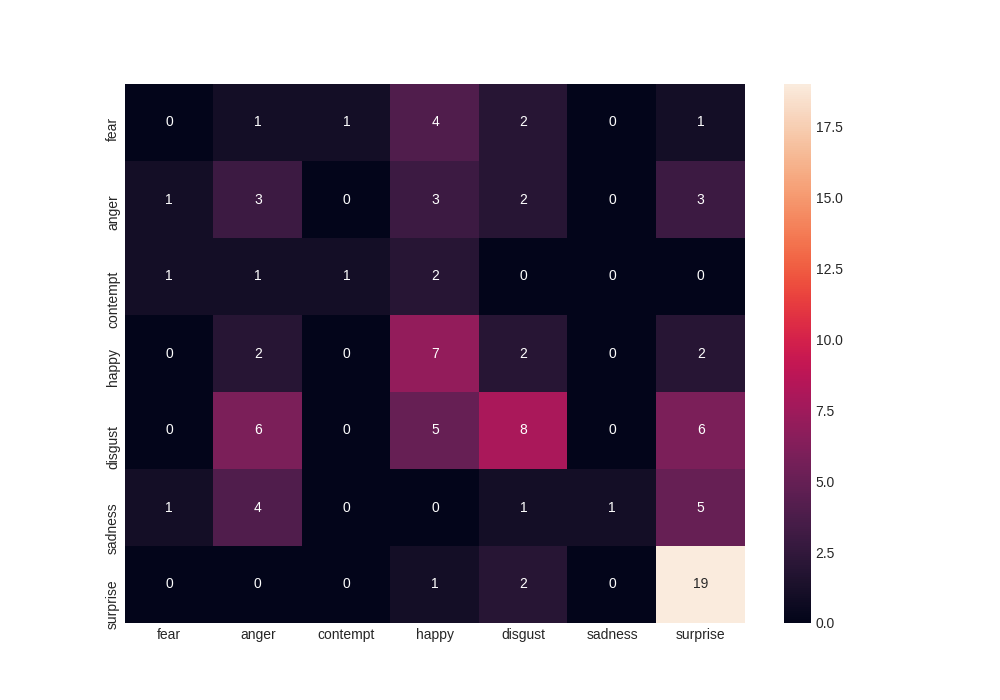 fear 0 1 1 4 2 0 1
anger 1 3 0 3 2 0 3
contempt 1 1 1 2 0 0 0
happy 0 2 0 7 2 0 2
disgust 0 6 0 5 8 0 6
sadness 1 4 0 0 1 1 5
surprise 0 0 0 1 2 0 19
fear anger contempt happy disgust sadness surprise
17.5
15.0
12.5
10.0
7.5
5.0
2.5
0.0